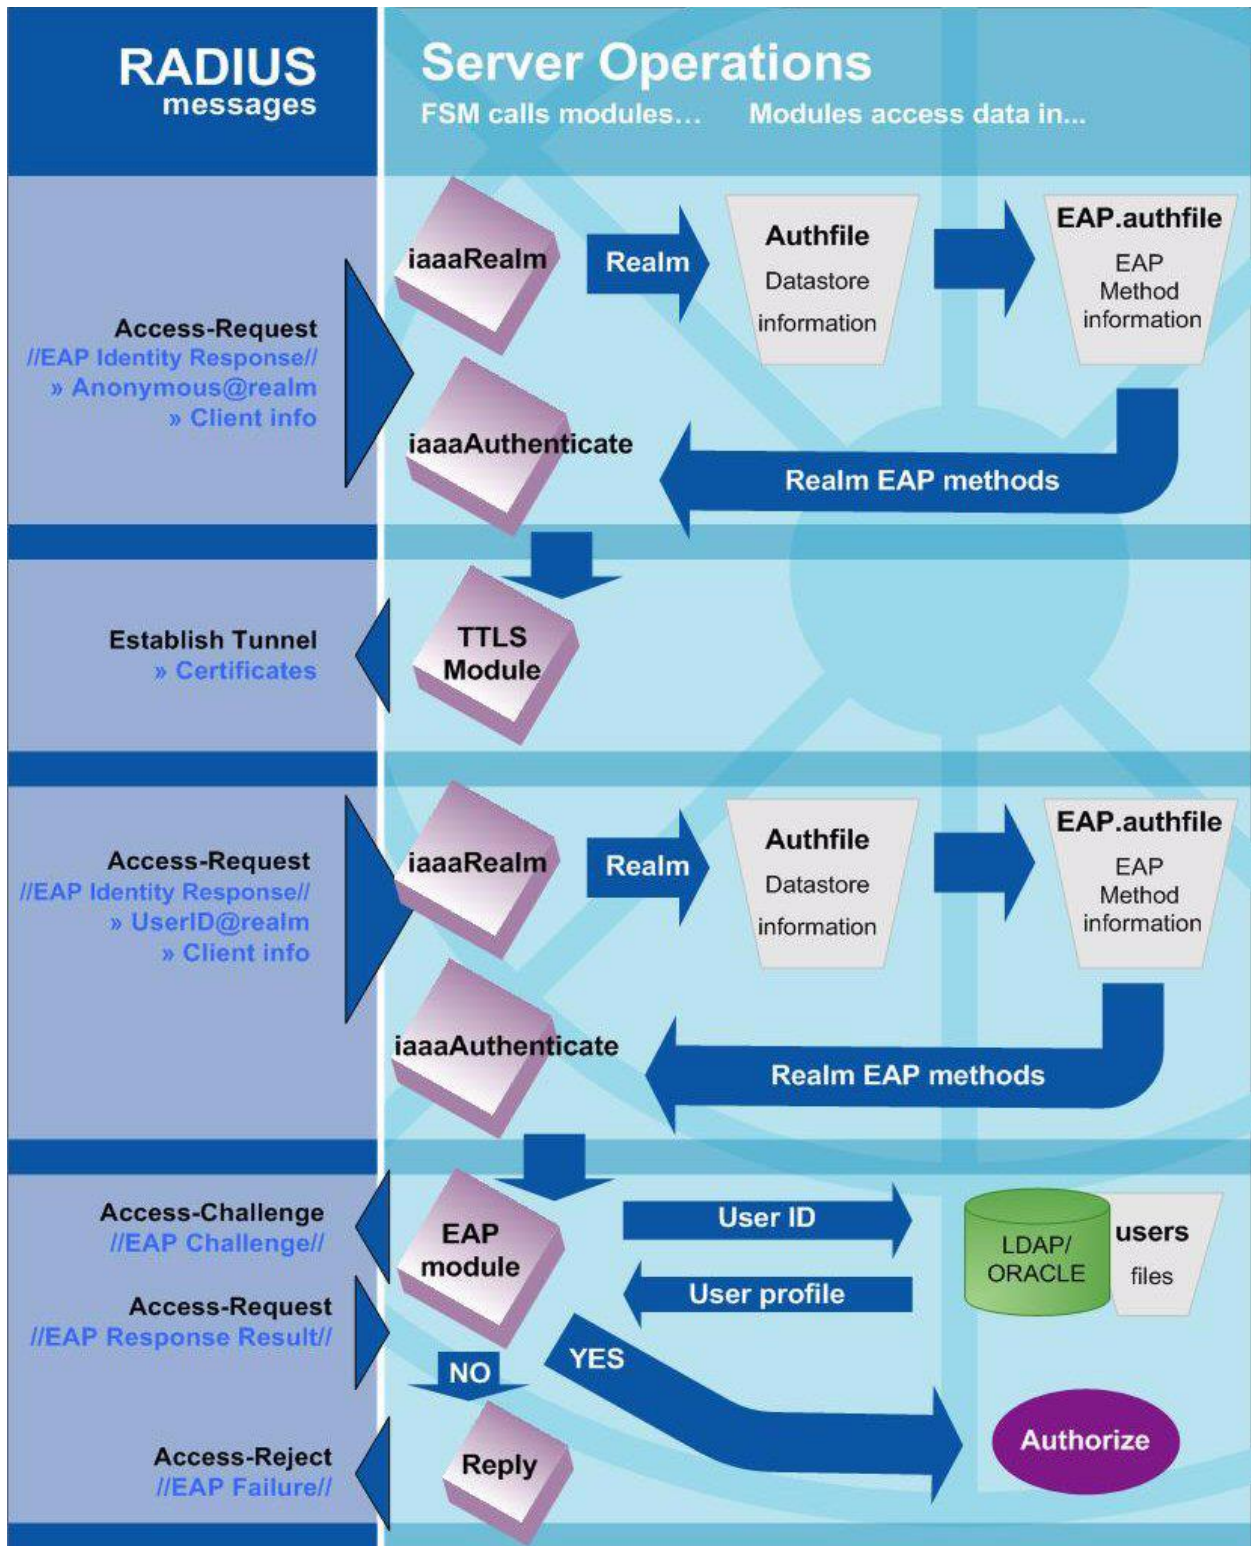 RADIUS
messages
Server Operations
FSM calls modules... Modules access data in...
Access-Request
//EAP Identity Response//
» Anonymous@realm
» Client info
iaaaRealm
Realm
Authfile
Datastore
information
EAP.authfile
EAP
Method
information
iaaaAuthenticate
Realm EAP methods
Establish Tunnel
» Certificates
TTLS
Module
Access-Request
//EAP Identity Response//
» UserID@realm
» Client info
iaaaRealm
Realm
Authfile
Datastore
information
EAP.authfile
EAP
Method
information
iaaaAuthenticate
Realm EAP methods
Access-Challenge
//EAP Challenge//
Access-Request
//EAP Response Result//
EAP
module
User ID
User profile
LDAP/
ORACLE
users
files
NO
YES
Access-Reject
//EAP Failure//
Reply
Authorize